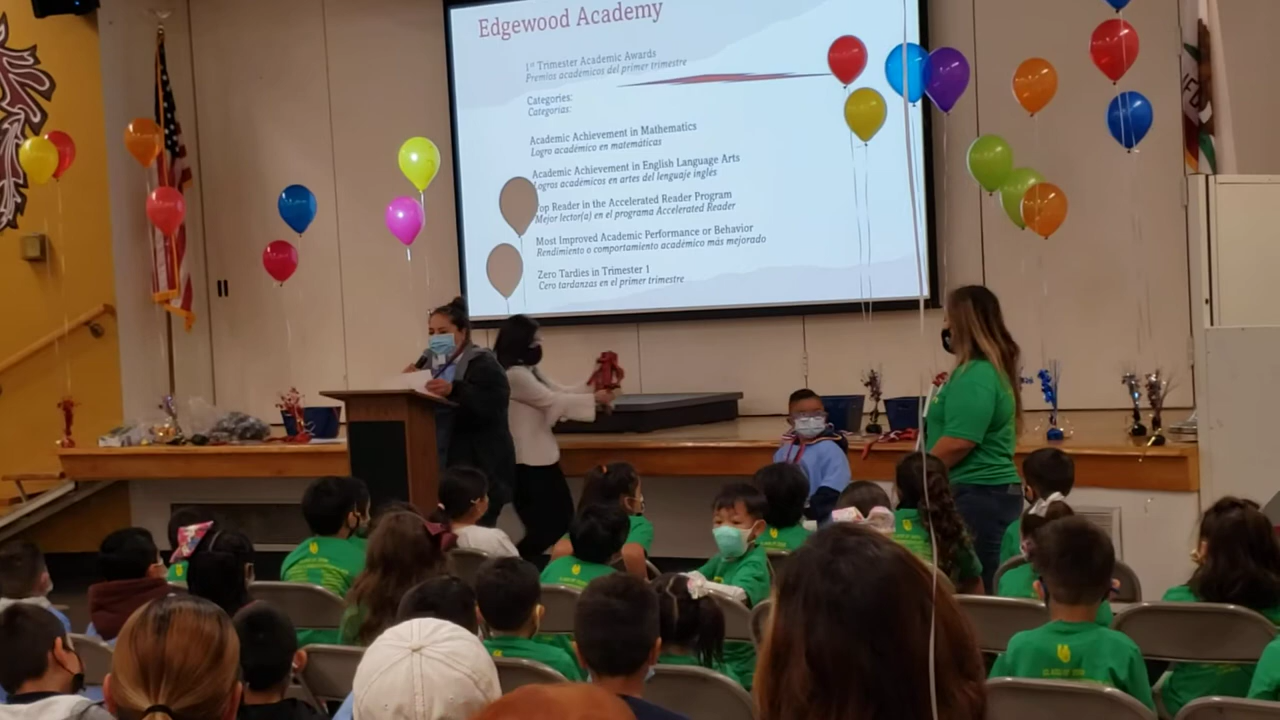 Edgewood Academy
1st Trimester Academic Awards
Premios académicos del primer trimestre
Categories:
Categorías:
Academic Achievement in Mathematics
Logro académico en matemáticas
Academic Achievement in English Language Arts
Logros académicos en artes del lenguaje inglés
Top Reader in the Accelerated Reader Program
Mejor lector(a) en el programa Accelerated Reader
Most Improved Academic Performance or Behavior
Rendimiento o comportamiento académico más mejorado
Zero Tardies in Trimester 1
Cero tardanzas en el primer trimestre